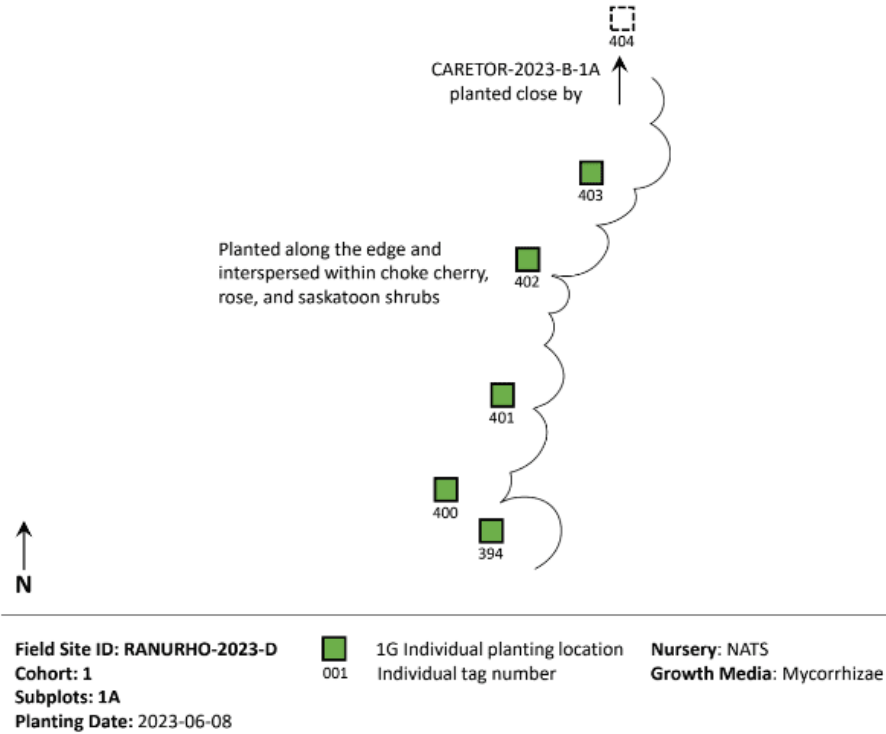 404
CARETOR-2023-B-1A
planted close by
403
Planted along the edge and
interspersed within choke cherry,
rose, and saskatoon shrubs
402
401
400
394
N
Field Site ID: RANURHO-2023-D
Cohort: 1
Subplots: 1A
Planting Date: 2023-06-08
1G Individual planting location
001 Individual tag number
Nursery: NATS
Growth Media: Mycorrhizae